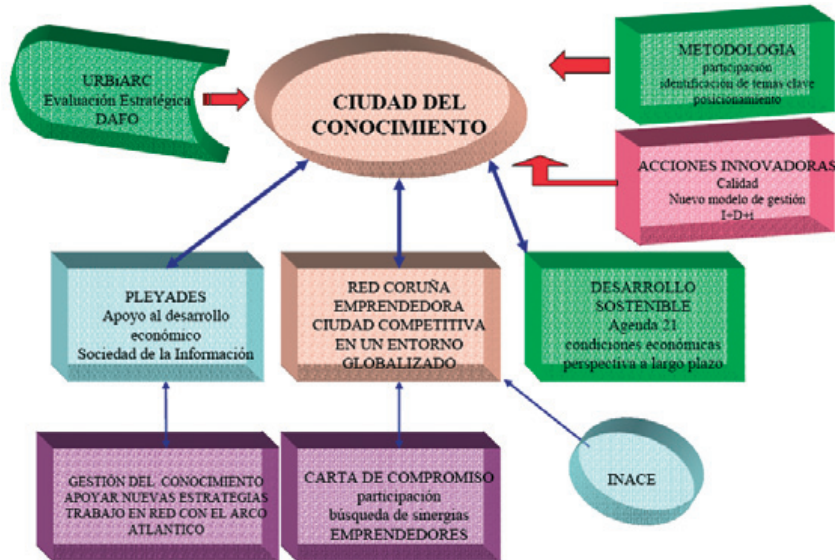 URBiARC
Evaluación Estratégica
DAFO
CIUDAD DEL
CONOCIMIENTO
METODOLOGIA
participación
identificación de temas clave
posicionamiento
ACCIONES INNOVADORAS
Calidad
Nuevo modelo de gestión
I+D+i
PLEYADES
Apoyo al desarrollo
económico
Sociedad de la Información
RED CORUÑA
EMPRENDEDORA
CIUDAD COMPETITIVA
EN UN ENTORNO
GLOBALIZADO
DESARROLLO
SOSTENIBLE
Agenda 21
condiciones económicas
perspectiva a largo plazo
GESTIÓN DEL CONOCIMIENTO
APOYAR NUEVAS ESTRATEGIAS
TRABAJO EN RED CON EL ARCO
ATLANTICO
CARTA DE COMPROMISO
participación
búsqueda de sinergias
EMPRENDEDORES
INACE